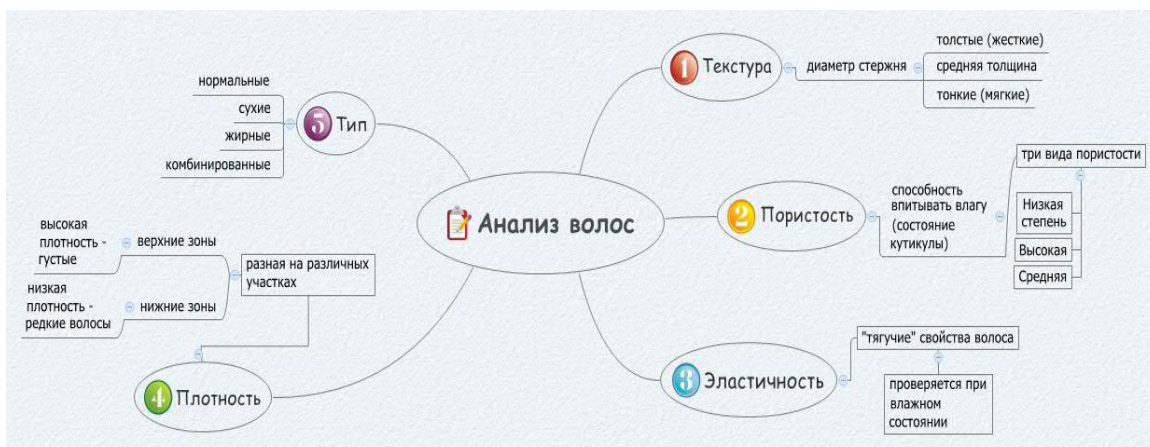 Анализ волос
1 Текстура
диаметр стержня
толстые (жесткие)
средняя толщина
тонкие (мягкие)
2 Пористость
способность
впитывать влагу
(состояние
кутикулы)
три вида пористости
Низкая
степень
Высокая
Средняя
3 Эластичность
"тягучие" свойства волоса
проверяется при
влажном
состоянии
4 Плотность
разная на различных
участках
верхние зоны
высокая
плотность -
густые
нижние зоны
низкая
плотность -
редкие волосы
5 Тип
нормальные
сухие
жирные
комбинированные